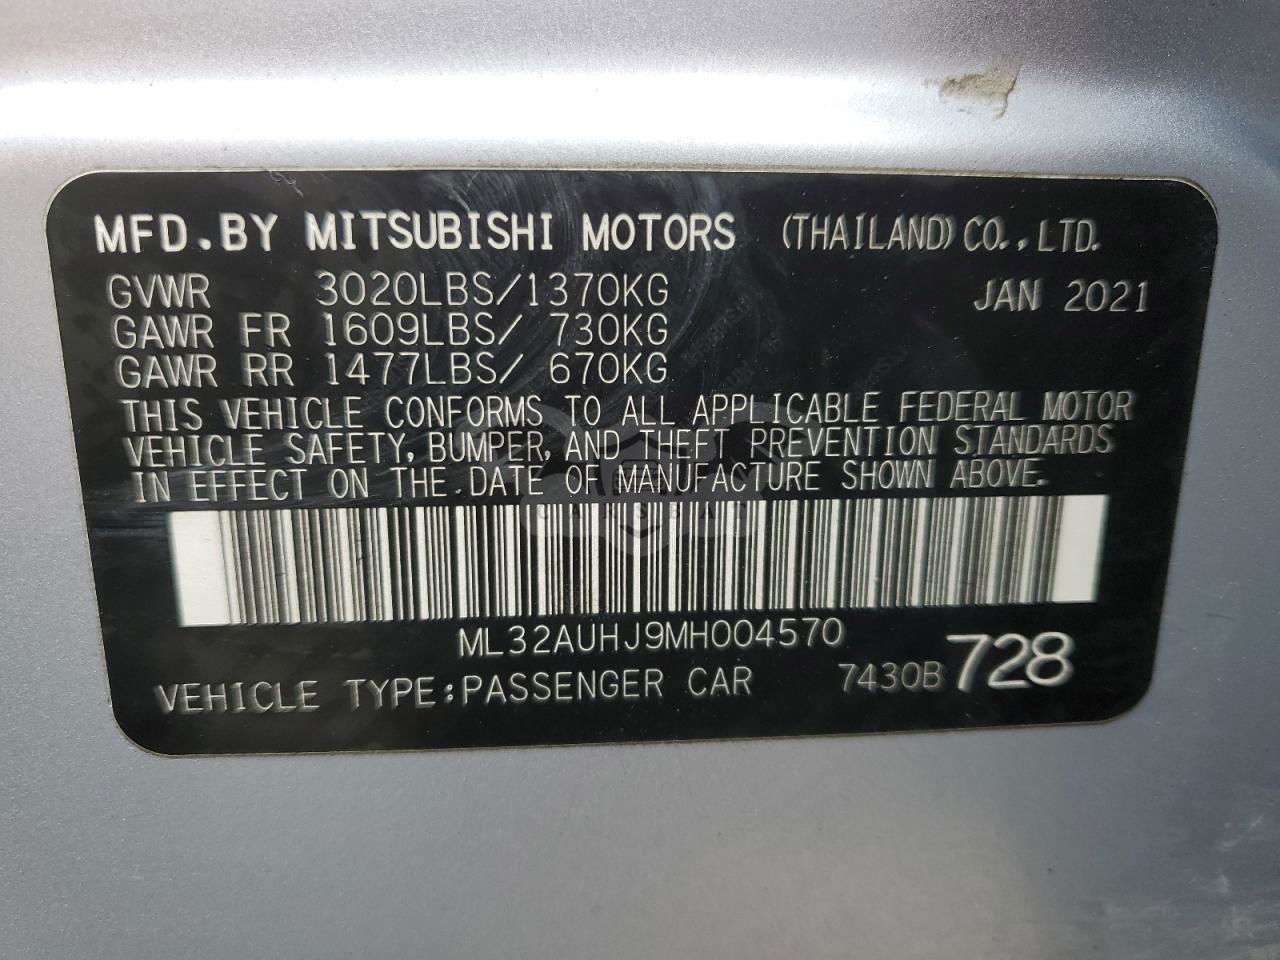 MFD.BY MITSUBISHI MOTORS (THAILAND) CO.,LTD.
GVWR 3020LBS/1370KG JAN 2021
GAWR FR 1609LBS/ 730KG
GAWR RR 1477LBS/ 670KG
THIS VEHICLE CONFORMS TO ALL APPLICABLE FEDERAL MOTOR
VEHICLE SAFETY, BUMPER, AND THEFT PREVENTION STANDARDS
IN EFFECT ON THE DATE OF MANUFACTURE SHOWN ABOVE.
ML32AUHJ9MH004570
VEHICLE TYPE:PASSENGER CAR 7430B 728